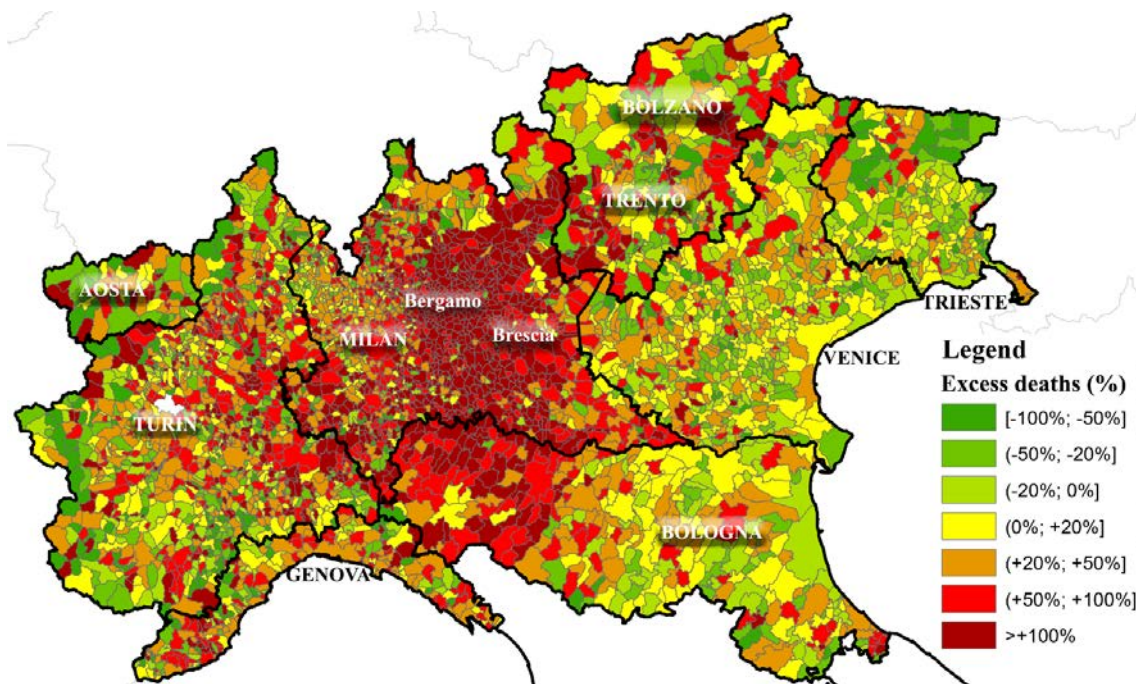 BOLZANO
TRENTO
AOSTA
Bergamo
TRIESTE
MILAN
Brescia
VENICE
TURIN
BOLOGNA
GENOVA
Legend
Excess deaths (%)
[-100%; -50%]
(-50%; -20%]
(-20%; 0%]
(0%; +20%]
(+20%; +50%]
(+50%; +100%]
>+100%